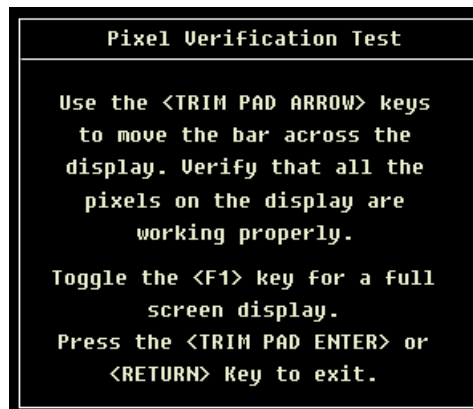 Pixel Verification Test
Use the <TRIM PAD ARROW> keys
to move the bar across the
display. Verify that all the
pixels on the display are
working properly.
Toggle the <F1> key for a full
screen display.
Press the <TRIM PAD ENTER> or
<RETURN> Key to exit.